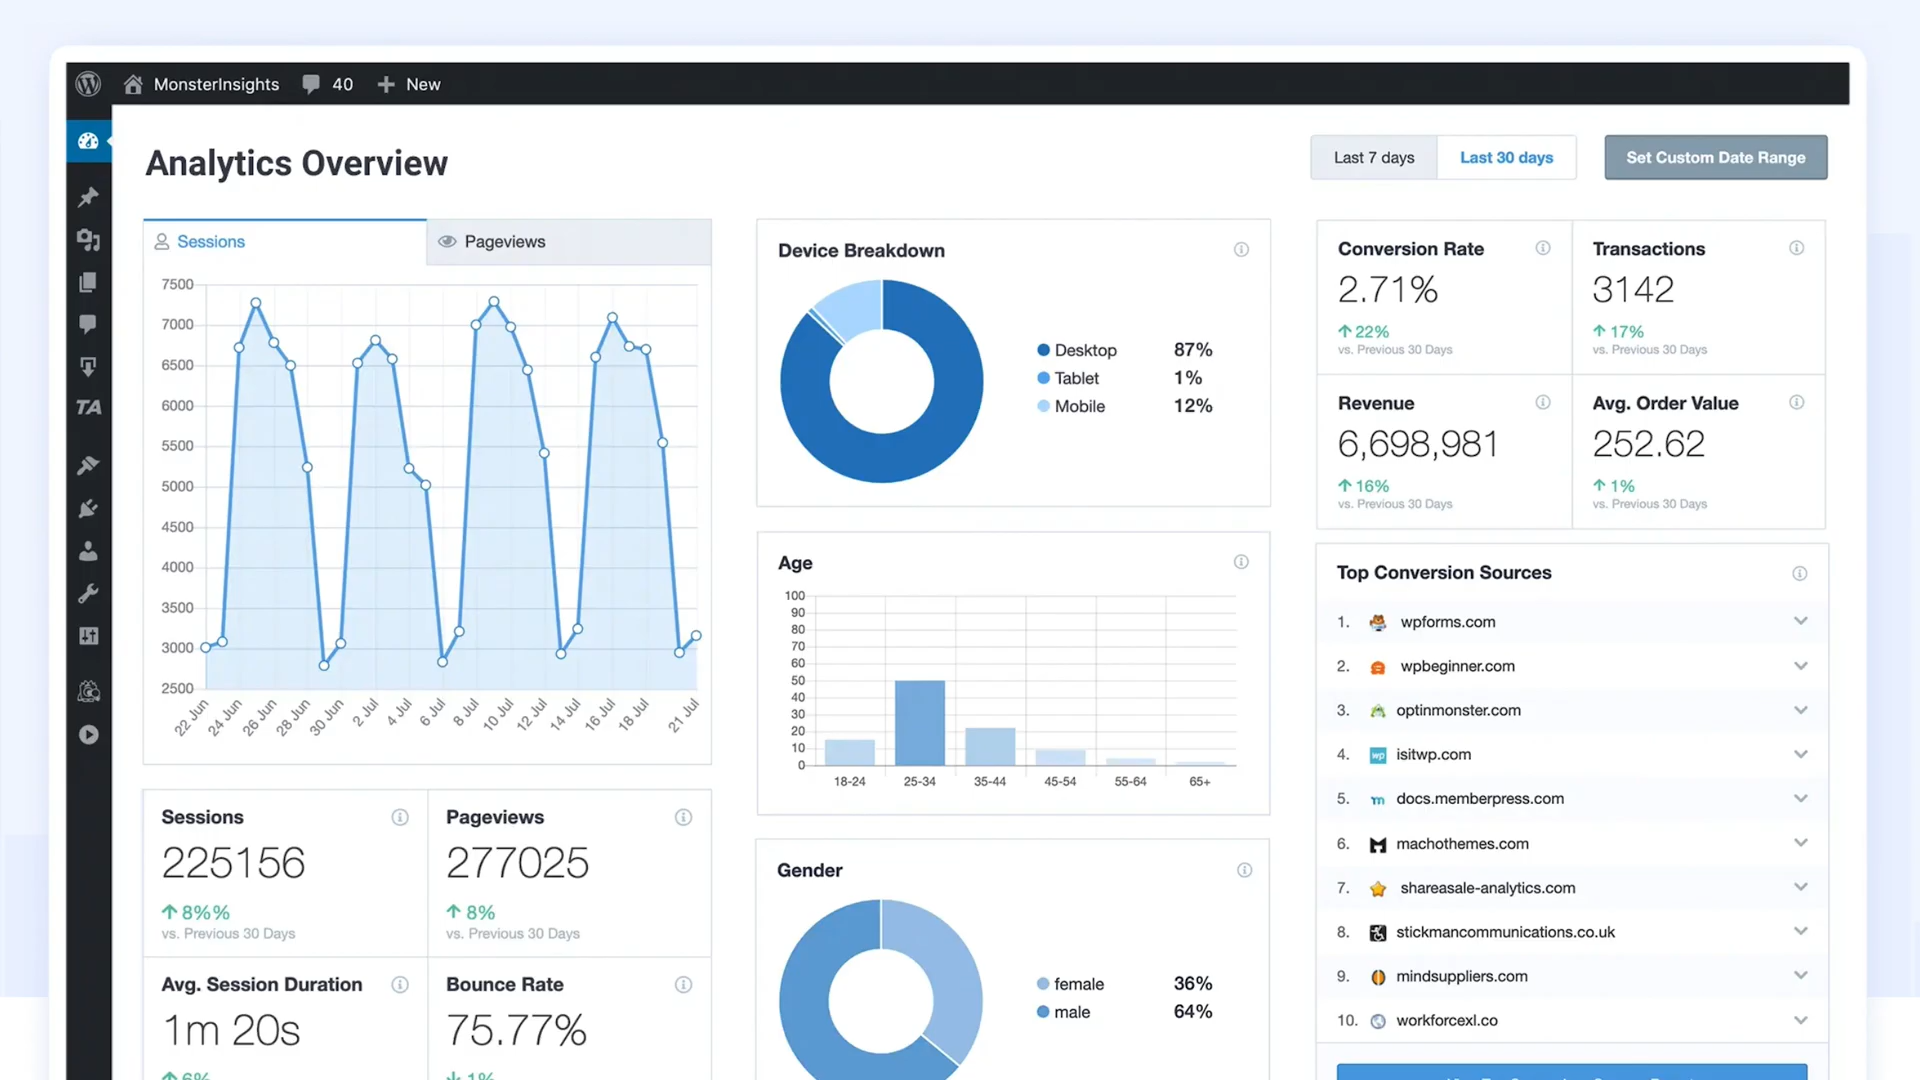 MonsterInsights 40 New
Analytics Overview
Last 7 days
Last 30 days
Set Custom Date Range
Sessions
Pageviews
7500
7000
6500
6000
5500
5000
4500
4000
3500
3000
2500
22 Jun
24 Jun
26 Jun
28 Jun
30 Jun
2 Jul
4 Jul
6 Jul
8 Jul
10 Jul
12 Jul
14 Jul
16 Jul
18 Jul
21 Jul
Sessions
225156
8%%
vs. Previous 30 Days
Pageviews
277025
8%
vs. Previous 30 Days
Avg. Session Duration
1m 20s
6%
Bounce Rate
75.77%
1%
Device Breakdown
Desktop 87%
Tablet 1%
Mobile 12%
Age
100
90
80
70
60
50
40
30
20
10
0
18-24
25-34
35-44
45-54
55-64
65+
Gender
female 36%
male 64%
Conversion Rate
2.71%
22%
vs. Previous 30 Days
Transactions
3142
17%
vs. Previous 30 Days
Revenue
6,698,981
16%
vs. Previous 30 Days
Avg. Order Value
252.62
1%
vs. Previous 30 Days
Top Conversion Sources
1. wpforms.com
2. wpbeginner.com
3. optinmonster.com
4. wp isitwp.com
5. m docs.memberpress.com
6. machothemes.com
7. shareasale-analytics.com
8. stickmancommunications.co.uk
9. mindsuppliers.com
10. workforcexl.co
TA